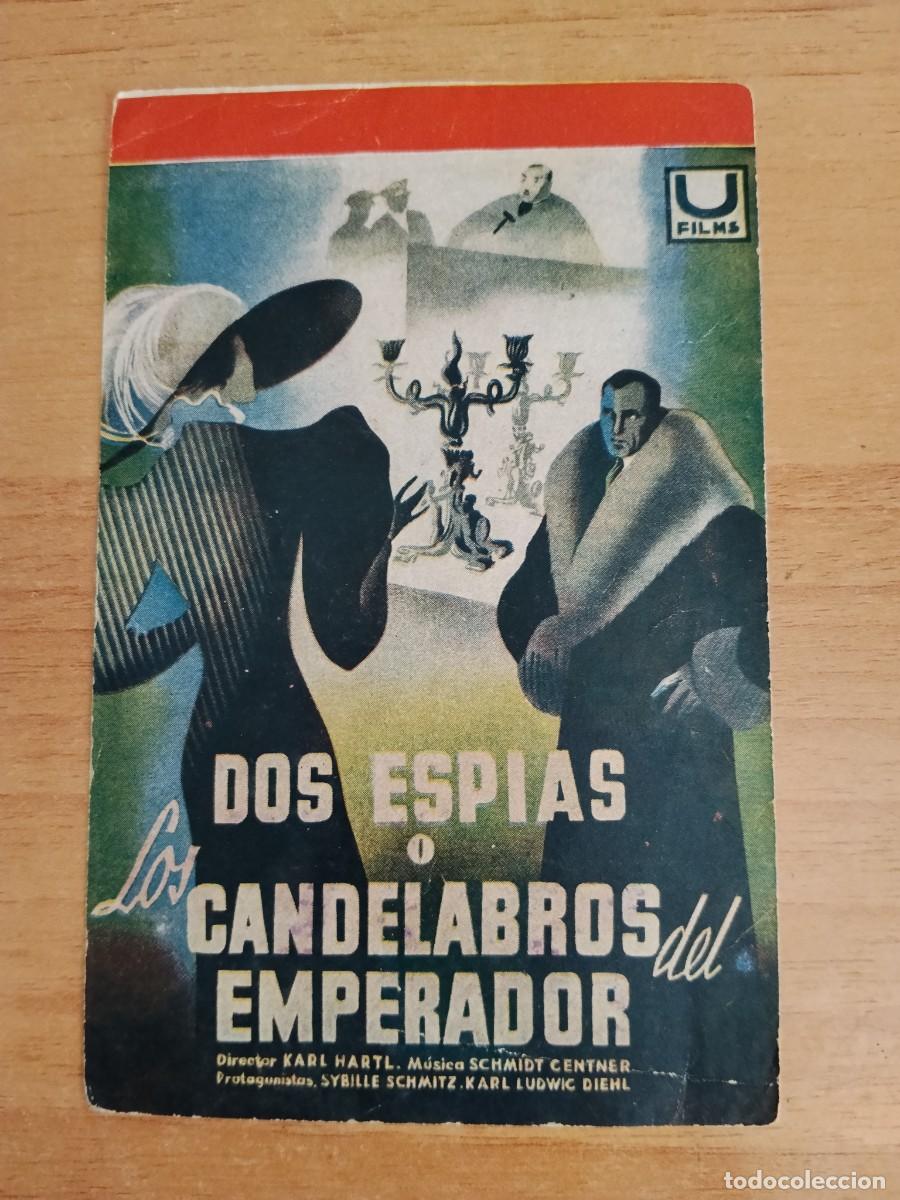 U
FILMS
DOS ESPIAS
o
Los CANDELABROS del
EMPERADOR
Director KARL HARTL. Música SCHMIDT GENTNER
Protagonistas, SYBILLE SCHMITZ. KARL LUDWIG DIEHL
todocoleccion